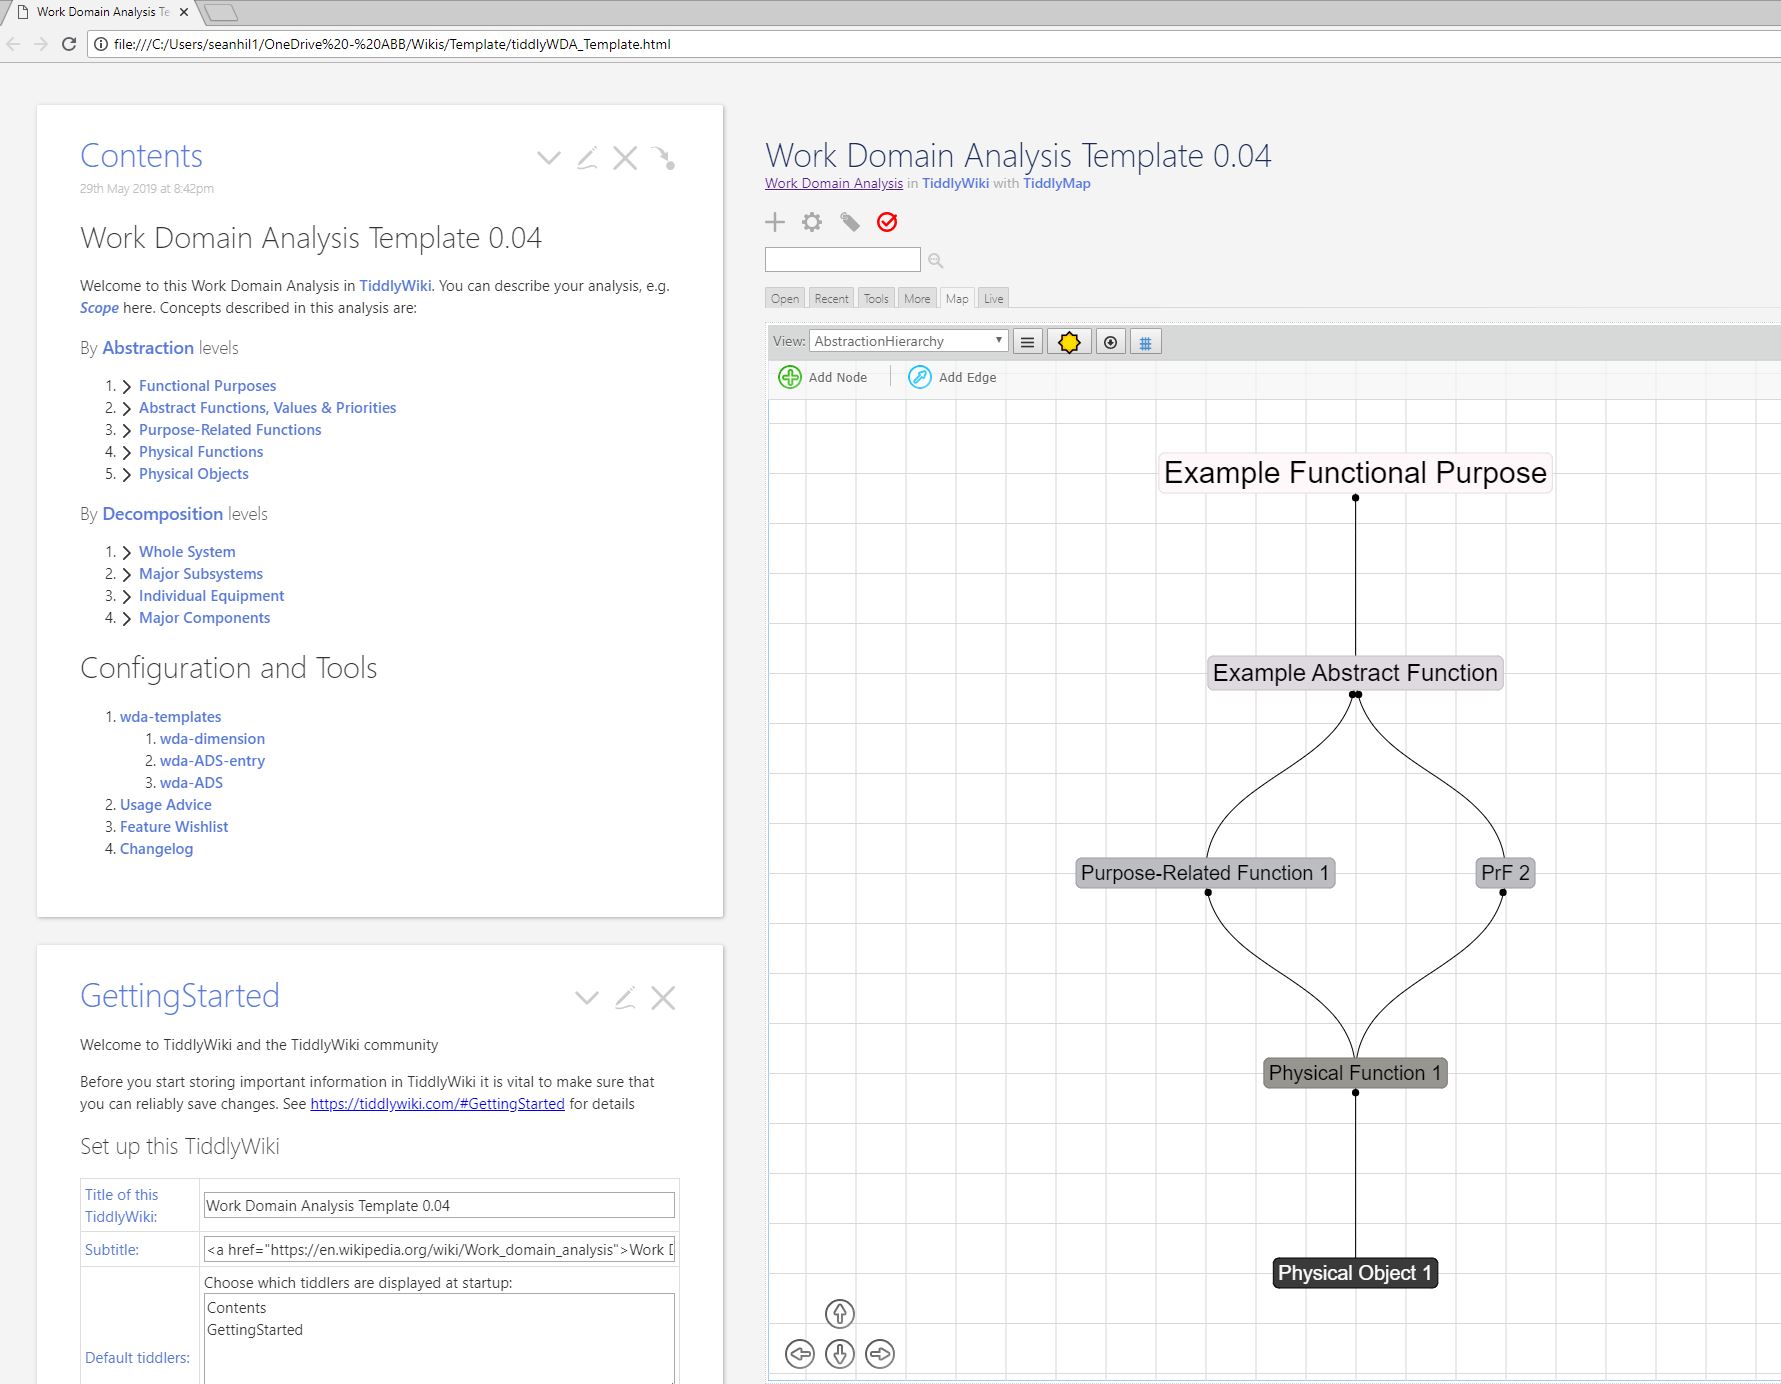 Work Domain Analysis Te
file:///C:/Users/seanhil1/OneDrive%20-%20ABB/Wikis/Template/tiddlyWDA_Template.html
Contents
29th May 2019 at 8:42pm
Work Domain Analysis Template 0.04
Welcome to this Work Domain Analysis in TiddlyWiki. You can describe your analysis, e.g.
Scope here. Concepts described in this analysis are:
By Abstraction levels
1. Functional Purposes
2. Abstract Functions, Values & Priorities
3. Purpose-Related Functions
4. Physical Functions
5. Physical Objects
By Decomposition levels
1. Whole System
2. Major Subsystems
3. Individual Equipment
4. Major Components
Configuration and Tools
1. wda-templates
1. wda-dimension
2. wda-ADS-entry
3. wda-ADS
2. Usage Advice
3. Feature Wishlist
4. Changelog
GettingStarted
Welcome to TiddlyWiki and the TiddlyWiki community
Before you start storing important information in TiddlyWiki it is vital to make sure that
you can reliably save changes. See https://tiddlywiki.com/#GettingStarted for details
Set up this TiddlyWiki
Title of this
TiddlyWiki:
Work Domain Analysis Template 0.04
Subtitle:
<a href="https://en.wikipedia.org/wiki/Work_domain_analysis">Work D
Default tiddlers:
Choose which tiddlers are displayed at startup:
Contents
GettingStarted
Work Domain Analysis Template 0.04
Work Domain Analysis in TiddlyWiki with TiddlyMap
Open Recent Tools More Map Live
View: AbstractionHierarchy
Add Node Add Edge
Example Functional Purpose
Example Abstract Function
Purpose-Related Function 1
PrF 2
Physical Function 1
Physical Object 1